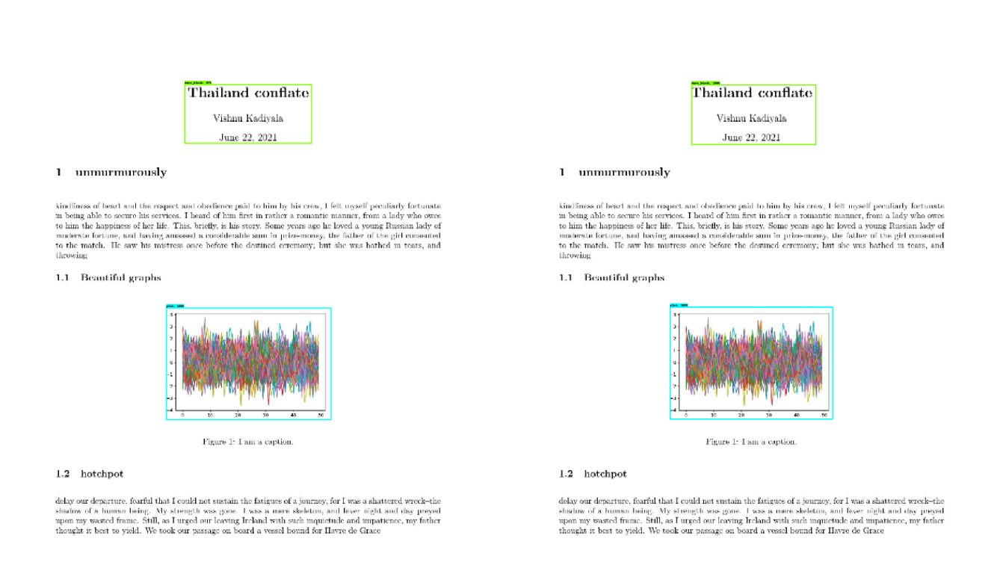 name_block: 97%
Thailand conflate
Vishnu Kadiyala
June 22, 2021
1 unmurmurously
kindliness of heart and the respect and obedience paid to him by his crew, I felt myself peculiarly fortunate
in being able to secure his services. I heard of him first in rather a romantic manner, from a lady who owes
to him the happiness of her life. This, briefly, is his story. Some years ago he loved a young Russian lady of
moderate fortune, and having amassed a considerable sum in prize-money, the father of the girl consented
to the match. He saw his mistress once before the destined ceremony; but she was bathed in tears, and
throwing
1.1 Beautiful graphs
plot: 100%
4
3
2
1
0
−1
−2
−3
−4
0 10 20 30 40 50
Figure 1: I am a caption.
1.2 hotchpot
delay our departure, fearful that I could not sustain the fatigues of a journey, for I was a shattered wreck–the
shadow of a human being. My strength was gone. I was a mere skeleton, and fever night and day preyed
upon my wasted frame. Still, as I urged our leaving Ireland with such inquietude and impatience, my father
thought it best to yield. We took our passage on board a vessel bound for Havre de Grace
name_block: 100%
Thailand conflate
Vishnu Kadiyala
June 22, 2021
1 unmurmurously
kindliness of heart and the respect and obedience paid to him by his crew, I felt myself peculiarly fortunate
in being able to secure his services. I heard of him first in rather a romantic manner, from a lady who owes
to him the happiness of her life. This, briefly, is his story. Some years ago he loved a young Russian lady of
moderate fortune, and having amassed a considerable sum in prize-money, the father of the girl consented
to the match. He saw his mistress once before the destined ceremony; but she was bathed in tears, and
throwing
1.1 Beautiful graphs
plot: 100%
4
3
2
1
0
−1
−2
−3
−4
0 10 20 30 40 50
Figure 1: I am a caption.
1.2 hotchpot
delay our departure, fearful that I could not sustain the fatigues of a journey, for I was a shattered wreck–the
shadow of a human being. My strength was gone. I was a mere skeleton, and fever night and day preyed
upon my wasted frame. Still, as I urged our leaving Ireland with such inquietude and impatience, my father
thought it best to yield. We took our passage on board a vessel bound for Havre de Grace